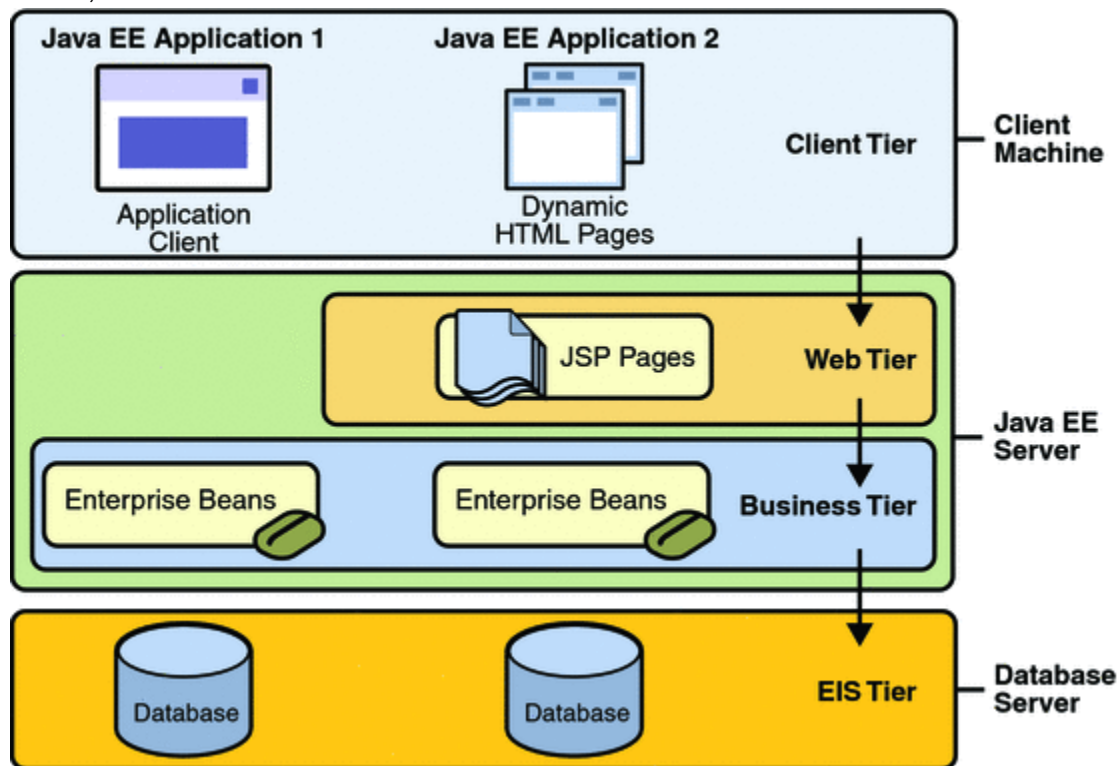 Java EE Application 1
Java EE Application 2
Application
Client
Dynamic
HTML Pages
Client Tier
Client
Machine
JSP Pages
Web Tier
Java EE
Server
Enterprise Beans
Enterprise Beans
Business Tier
Database
Database
EIS Tier
Database
Server